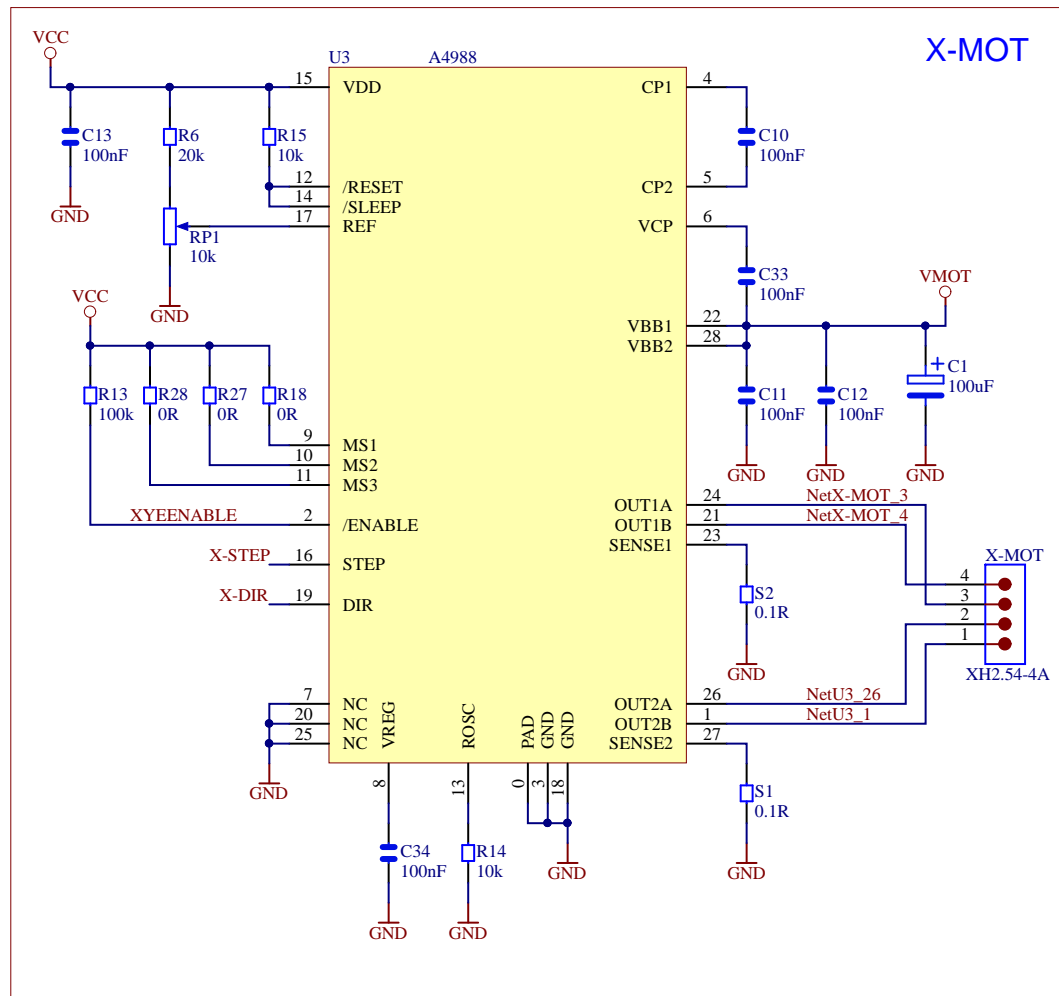 X-MOT
VCC
U3
A4988
15
VDD
CP1
4
C13
100nF
R6
20k
R15
10k
C10
100nF
12
/RESET
CP2
5
14
/SLEEP
17
REF
VCP
6
GND
RP1
10k
GND
C33
100nF
VCC
VMOT
VBB1
22
VBB2
28
R13
100k
R28
0R
R27
0R
R18
0R
C11
100nF
C12
100nF
+
C1
100uF
9
MS1
10
MS2
11
MS3
GND
GND
GND
XYEENABLE
2
/ENABLE
OUT1A
24
NetX-MOT_3
OUT1B
21
NetX-MOT_4
SENSE1
23
X-STEP
16
STEP
X-DIR
19
DIR
S2
0.1R
GND
X-MOT
4
3
2
1
XH2.54-4A
7
NC
20
NC
25
NC
GND
VREG
ROSC
PAD
GND
GND
OUT2A
26
NetU3_26
OUT2B
1
NetU3_1
SENSE2
27
8
13
0
3
18
S1
0.1R
GND
C34
100nF
R14
10k
GND
GND
GND